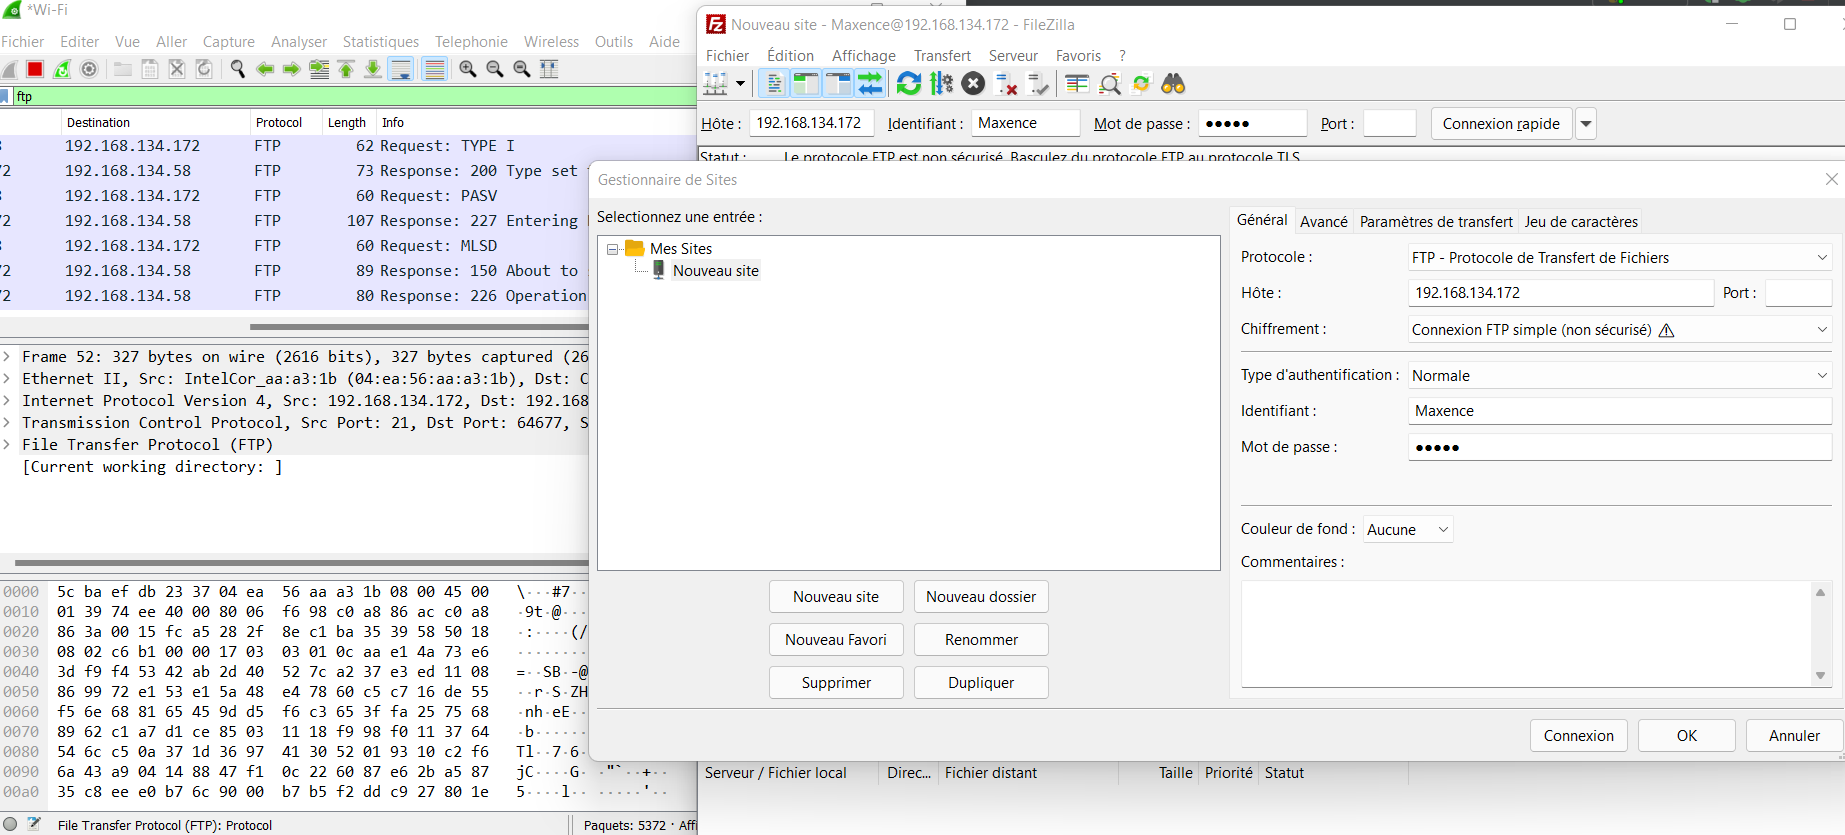 *Wi-Fi
Fichier Editer Vue Aller Capture Analyser Statistiques Telephonie Wireless Outils Aide
ftp
Destination Protocol Length Info
192.168.134.172 FTP 62 Request: TYPE I
72 192.168.134.58 FTP 73 Response: 200 Type set
192.168.134.172 FTP 60 Request: PASV
72 192.168.134.58 FTP 107 Response: 227 Entering
192.168.134.172 FTP 60 Request: MLSD
72 192.168.134.58 FTP 89 Response: 150 About to
72 192.168.134.58 FTP 80 Response: 226 Operation
Frame 52: 327 bytes on wire (2616 bits), 327 bytes captured (26
Ethernet II, Src: IntelCor_aa:a3:1b (04:ea:56:aa:a3:1b), Dst: C
Internet Protocol Version 4, Src: 192.168.134.172, Dst: 192.168
Transmission Control Protocol, Src Port: 21, Dst Port: 64677, S
File Transfer Protocol (FTP)
[Current working directory: ]
0000 5c ba ef db 23 37 04 ea 56 aa a3 1b 08 00 45 00 \···#7··
0010 01 39 74 ee 40 00 80 06 f6 98 c0 a8 86 ac c0 a8 ·9t·@···
0020 86 3a 00 15 fc a5 28 2f 8e c1 ba 35 39 58 50 18 ·:····(/
0030 08 02 c6 b1 00 00 17 03 03 01 0c aa e1 4a 73 e6 ········
0040 3d f9 f4 53 42 ab 2d 40 52 7c a2 37 e3 ed 11 08 =··SB·-@
0050 86 99 72 e1 53 e1 5a 48 e4 78 60 c5 c7 16 de 55 ··r·S·ZH
0060 f5 6e 68 81 65 45 9d d5 f6 c3 65 3f fa 25 75 68 ·nh·eE··
0070 89 62 c1 a7 d1 ce 85 03 11 18 f9 98 f0 11 37 64 ·b······
0080 54 6c c5 0a 37 1d 36 97 41 30 52 01 93 10 c2 f6 Tl··7·6·
0090 6a 43 a9 04 14 88 47 f1 0c 22 60 87 e6 2b a5 87 jC····G· ·"`··+··
00a0 35 c8 ee e0 b7 6c 90 00 b7 b5 f2 dd c9 27 80 1e 5····l·· ·····'··
File Transfer Protocol (FTP): Protocol Paquets: 5372 · Affi
Nouveau site - Maxence@192.168.134.172 - FileZilla
Fichier Édition Affichage Transfert Serveur Favoris ?
Hôte : 192.168.134.172 Identifiant : Maxence Mot de passe : ●●●●● Port : Connexion rapide
Statut : Le protocole FTP est non sécurisé. Basculez du protocole FTP au protocole TLS
Gestionnaire de Sites
Selectionnez une entrée :
Mes Sites
Nouveau site
Nouveau site Nouveau dossier
Nouveau Favori Renommer
Supprimer Dupliquer
Général Avancé Paramètres de transfert Jeu de caractères
Protocole : FTP - Protocole de Transfert de Fichiers
Hôte : 192.168.134.172 Port :
Chiffrement : Connexion FTP simple (non sécurisé)
Type d'authentification : Normale
Identifiant : Maxence
Mot de passe : ●●●●●
Couleur de fond : Aucune
Commentaires :
Connexion OK Annuler
Serveur / Fichier local Direc... Fichier distant Taille Priorité Statut